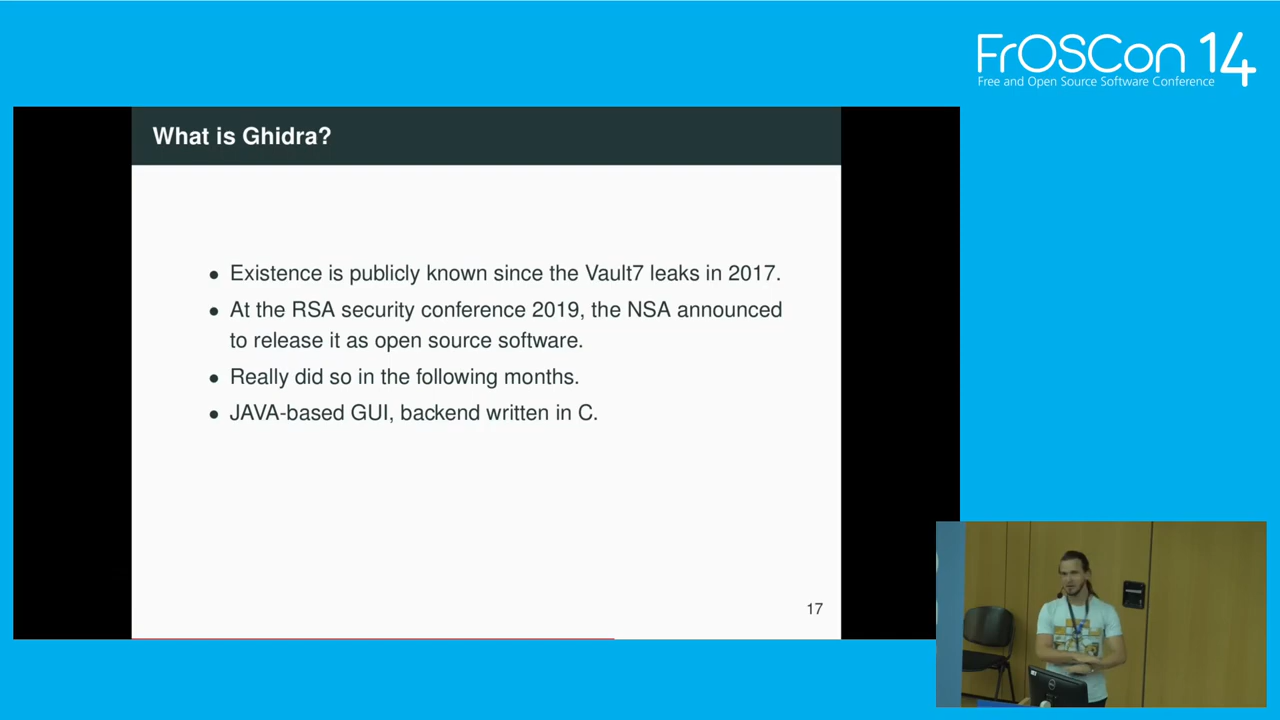 FrOSCon 14
Free and Open Source Software Conference
What is Ghidra?
• Existence is publicly known since the Vault7 leaks in 2017.
• At the RSA security conference 2019, the NSA announced
to release it as open source software.
• Really did so in the following months.
• JAVA-based GUI, backend written in C.
17